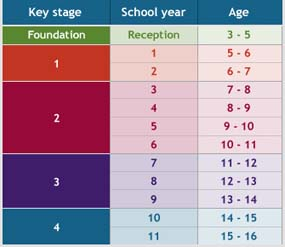 Key stage School year Age
Foundation Reception 3 - 5
1 1 5 - 6
2 6 - 7
2 3 7 - 8
4 8 - 9
5 9 - 10
6 10 - 11
3 7 11 - 12
8 12 - 13
9 13 - 14
4 10 14 - 15
11 15 - 16